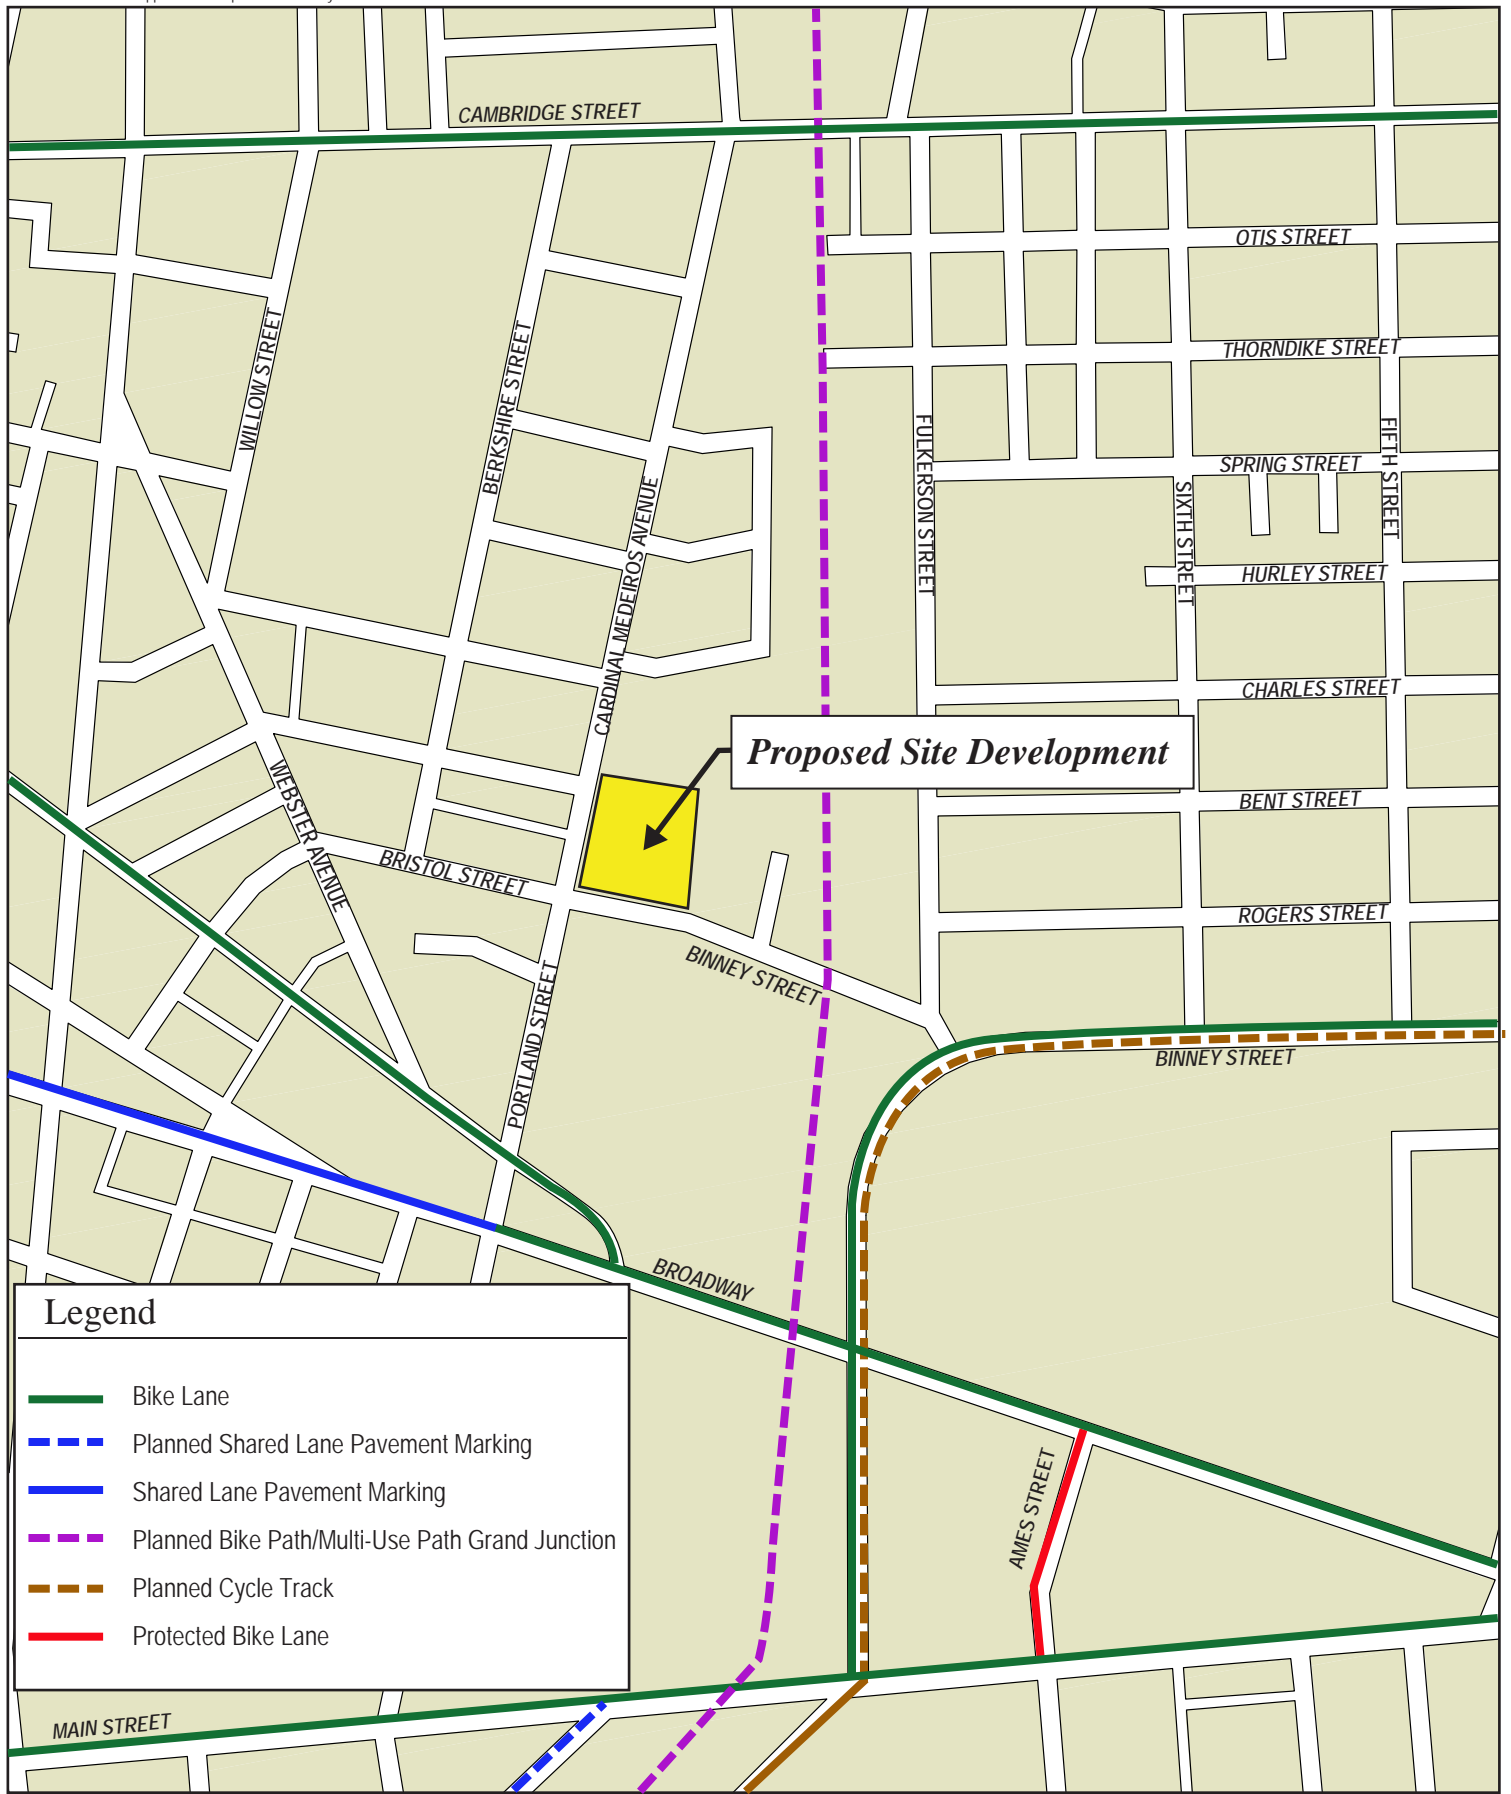 CAMBRIDGE STREET
OTIS STREET
WILLOW STREET
BERKSHIRE STREET
THORNDIKE STREET
FULKERSON STREET
FIFTH STREET
SPRING STREET
CARDINAL MEDEIROS AVENUE
SIXTH STREET
HURLEY STREET
CHARLES STREET
Proposed Site Development
WEBSTER AVENUE
BENT STREET
BRISTOL STREET
ROGERS STREET
BINNEY STREET
PORTLAND STREET
BINNEY STREET
BROADWAY
Legend
Bike Lane
Planned Shared Lane Pavement Marking
Shared Lane Pavement Marking
Planned Bike Path/Multi-Use Path Grand Junction
Planned Cycle Track
Protected Bike Lane
AMES STREET
MAIN STREET